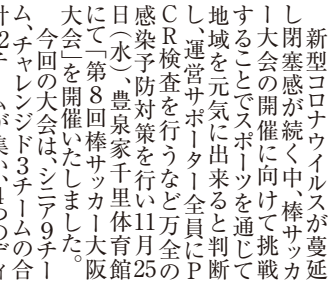 新型コロナウイルスが蔓延
し閉塞感が続く中、棒サッカ
ー大会の開催に向けて挑戦
することでスポーツを通じて
地域を元気に出来ると判断
し、運営サポーター全員にP
CR検査を行うなど万全の
感染予防対策を行い11月25
日(水)、豊泉家千里体育館
にて「第8回棒サッカー大阪
大会」を開催いたしました。
今回の大会は、シニア9チー
ム、チャレンジド3チームの合